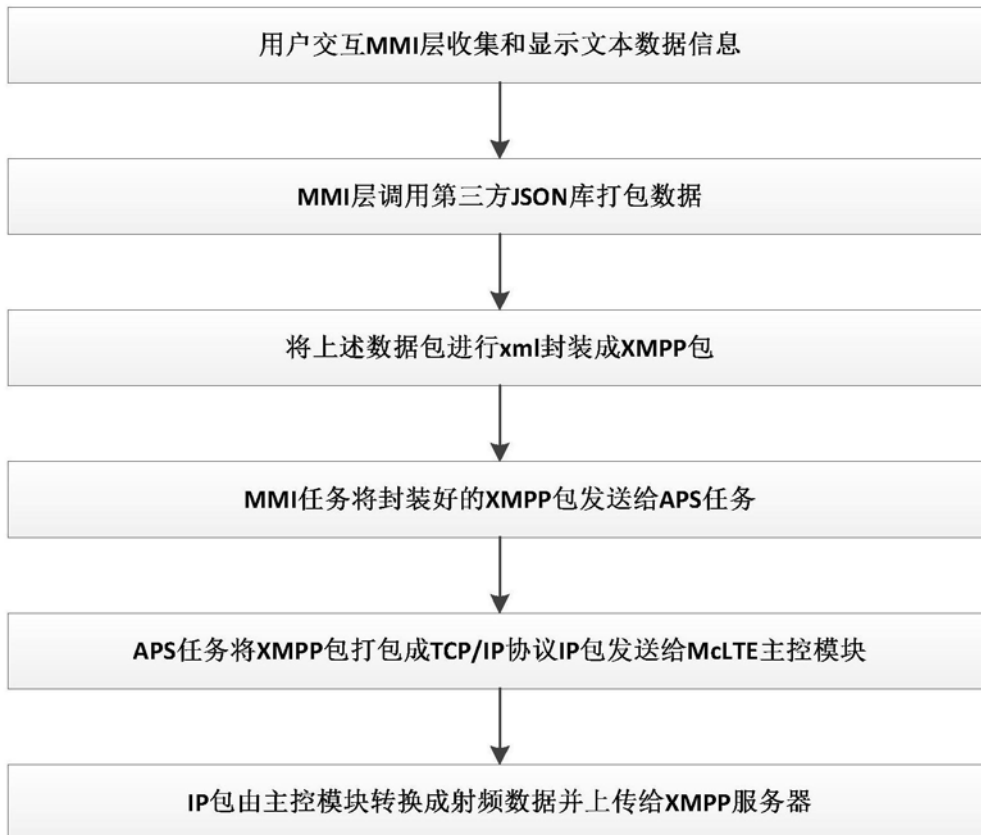 用户交互MMI层收集和显示文本数据信息
MMI层调用第三方JSON库打包数据
将上述数据包进行xml封装成XMPP包
MMI任务将封装好的XMPP包发送给APS任务
APS任务将XMPP包打包成TCP/IP协议IP包发送给McLTE主控模块
IP包由主控模块转换成射频数据并上传给XMPP服务器